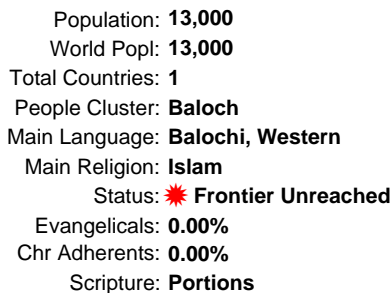 Population: 13,000
World Popl: 13,000
Total Countries: 1
People Cluster: Baloch
Main Language: Balochi, Western
Main Religion: Islam
Status: Frontier Unreached
Evangelicals: 0.00%
Chr Adherents: 0.00%
Scripture: Portions